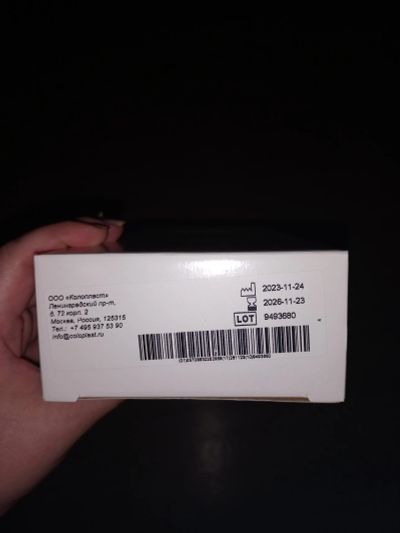 ООО «Колопласт»
Ленинградский пр-т,
д. 72 корп. 2
Москва, Россия, 125315
Тел.: +7 495 937 53 90
info@coloplast.ru
2023-11-24
2026-11-23
LOT 9493680